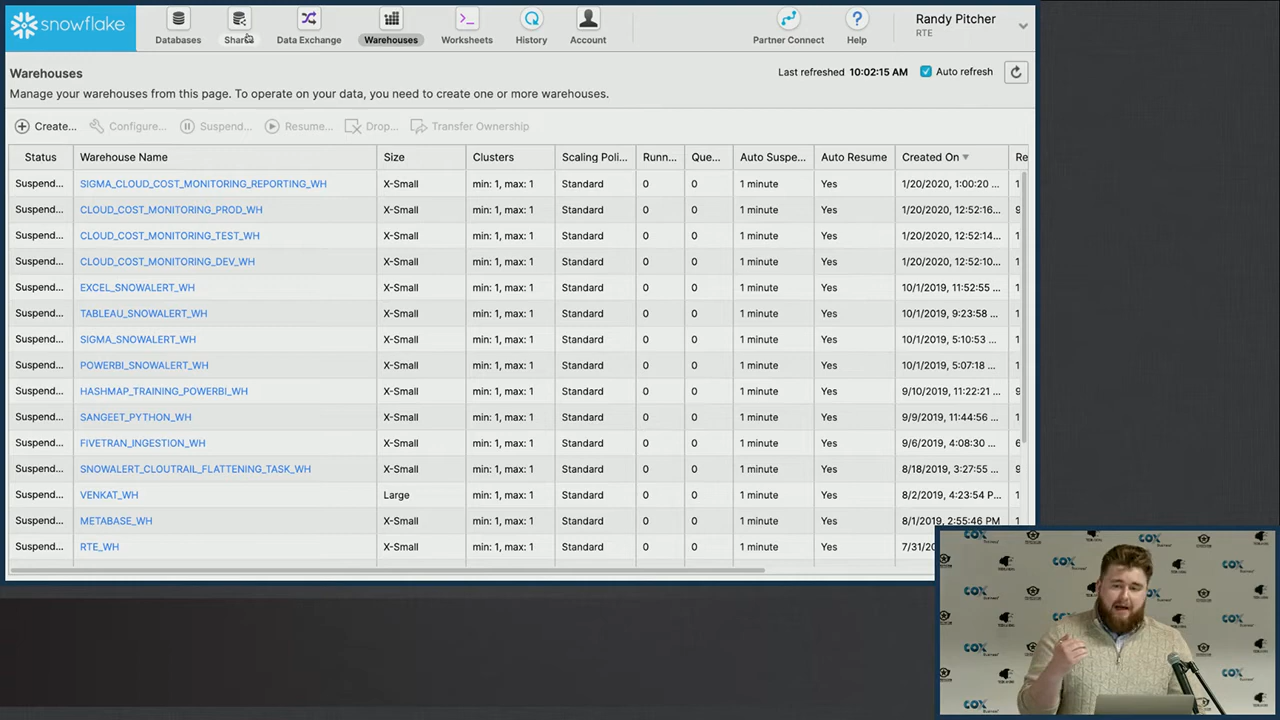 snowflake
Databases Shares Data Exchange Warehouses Worksheets History Account Partner Connect Help Randy Pitcher
RTE
Warehouses
Last refreshed 10:02:15 AM Auto refresh
Manage your warehouses from this page. To operate on your data, you need to create one or more warehouses.
Create... Configure... Suspend... Resume... Drop... Transfer Ownership
Status Warehouse Name Size Clusters Scaling Poli... Runn... Que... Auto Suspe... Auto Resume Created On Re
Suspend... SIGMA_CLOUD_COST_MONITORING_REPORTING_WH X-Small min: 1, max: 1 Standard 0 0 1 minute Yes 1/20/2020, 1:00:20 ... 1
Suspend... CLOUD_COST_MONITORING_PROD_WH X-Small min: 1, max: 1 Standard 0 0 1 minute Yes 1/20/2020, 12:52:16... 9
Suspend... CLOUD_COST_MONITORING_TEST_WH X-Small min: 1, max: 1 Standard 0 0 1 minute Yes 1/20/2020, 12:52:14... 1
Suspend... CLOUD_COST_MONITORING_DEV_WH X-Small min: 1, max: 1 Standard 0 0 1 minute Yes 1/20/2020, 12:52:10... 1
Suspend... EXCEL_SNOWALERT_WH X-Small min: 1, max: 1 Standard 0 0 1 minute Yes 10/1/2019, 11:52:55 ... 1
Suspend... TABLEAU_SNOWALERT_WH X-Small min: 1, max: 1 Standard 0 0 1 minute Yes 10/1/2019, 9:23:58 ... 1
Suspend... SIGMA_SNOWALERT_WH X-Small min: 1, max: 1 Standard 0 0 1 minute Yes 10/1/2019, 5:10:53 ... 1
Suspend... POWERBI_SNOWALERT_WH X-Small min: 1, max: 1 Standard 0 0 1 minute Yes 10/1/2019, 5:07:18 ... 1
Suspend... HASHMAP_TRAINING_POWERBI_WH X-Small min: 1, max: 1 Standard 0 0 1 minute Yes 9/10/2019, 11:22:21 ... 1
Suspend... SANGEET_PYTHON_WH X-Small min: 1, max: 1 Standard 0 0 1 minute Yes 9/9/2019, 11:44:56 ... 1
Suspend... FIVETRAN_INGESTION_WH X-Small min: 1, max: 1 Standard 0 0 1 minute Yes 9/6/2019, 4:08:30 ... 6
Suspend... SNOWALERT_CLOUTRAIL_FLATTENING_TASK_WH X-Small min: 1, max: 1 Standard 0 0 1 minute Yes 8/18/2019, 3:27:55 ... 9
Suspend... VENKAT_WH Large min: 1, max: 1 Standard 0 0 1 minute Yes 8/2/2019, 4:23:54 P... 1
Suspend... METABASE_WH X-Small min: 1, max: 1 Standard 0 0 1 minute Yes 8/1/2019, 2:55:46 PM 1
Suspend... RTE_WH X-Small min: 1, max: 1 Standard 0 0 1 minute Yes 7/31/20
COX